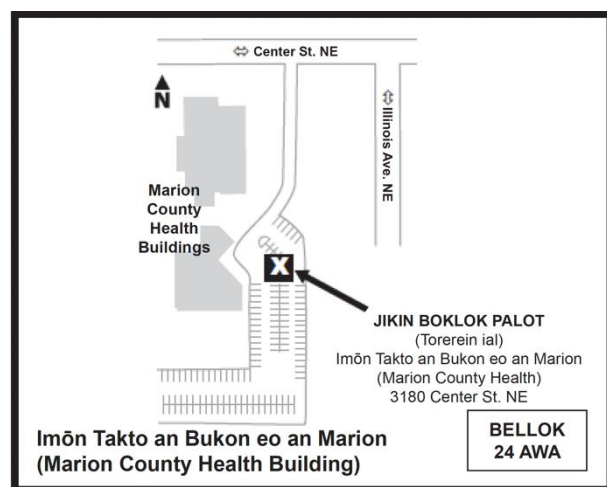 ⇔ Center St. NE
N
⇔ Illinois Ave. NE
Marion
County
Health
Buildings
X
JIKIN BOKLOK PALOT
(Torerein ial)
Imōn Takto an Bukon eo an Marion
(Marion County Health)
3180 Center St. NE
Imōn Takto an Bukon eo an Marion
(Marion County Health Building)
BELLOK
24 AWA